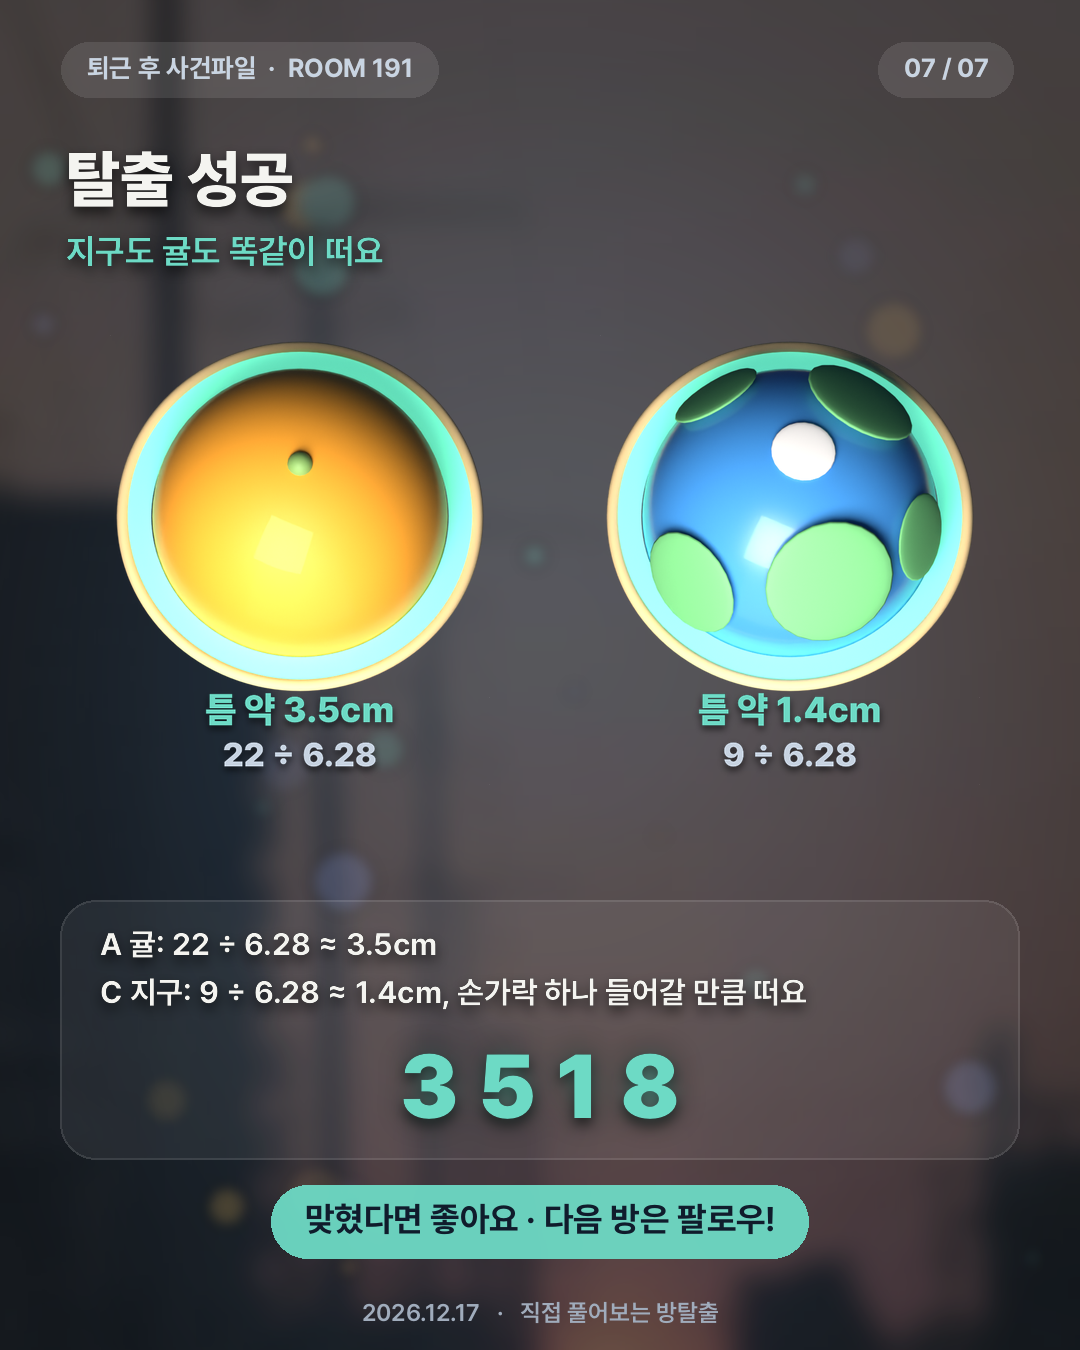 퇴근 후 사건파일 · ROOM 191
07 / 07
탈출 성공
지구도 귤도 똑같이 떠요
틈 약 3.5cm
22 ÷ 6.28
틈 약 1.4cm
9 ÷ 6.28
A 귤: 22 ÷ 6.28 ≈ 3.5cm
C 지구: 9 ÷ 6.28 ≈ 1.4cm, 손가락 하나 들어갈 만큼 떠요
3518
맞혔다면 좋아요 · 다음 방은 팔로우!
2026.12.17 · 직접 풀어보는 방탈출